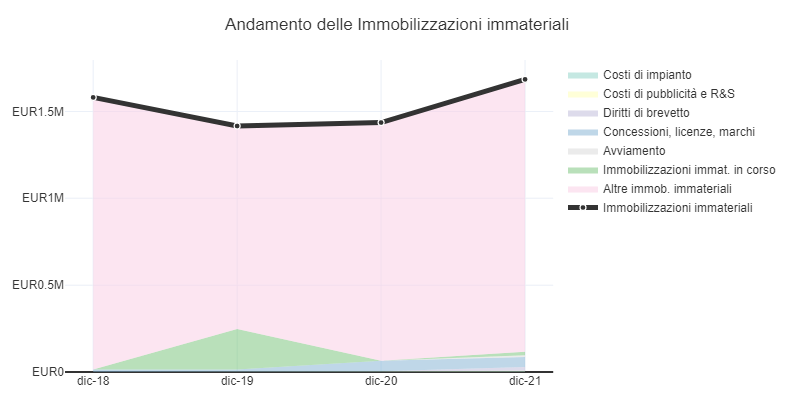 Andamento delle Immobilizzazioni immateriali
EUR1.5M
EUR1M
EUR0.5M
EUR0
dic-18
dic-19
dic-20
dic-21
Costi di impianto
Costi di pubblicità e R&S
Diritti di brevetto
Concessioni, licenze, marchi
Avviamento
Immobilizzazioni immat. in corso
Altre immob. immateriali
Immobilizzazioni immateriali